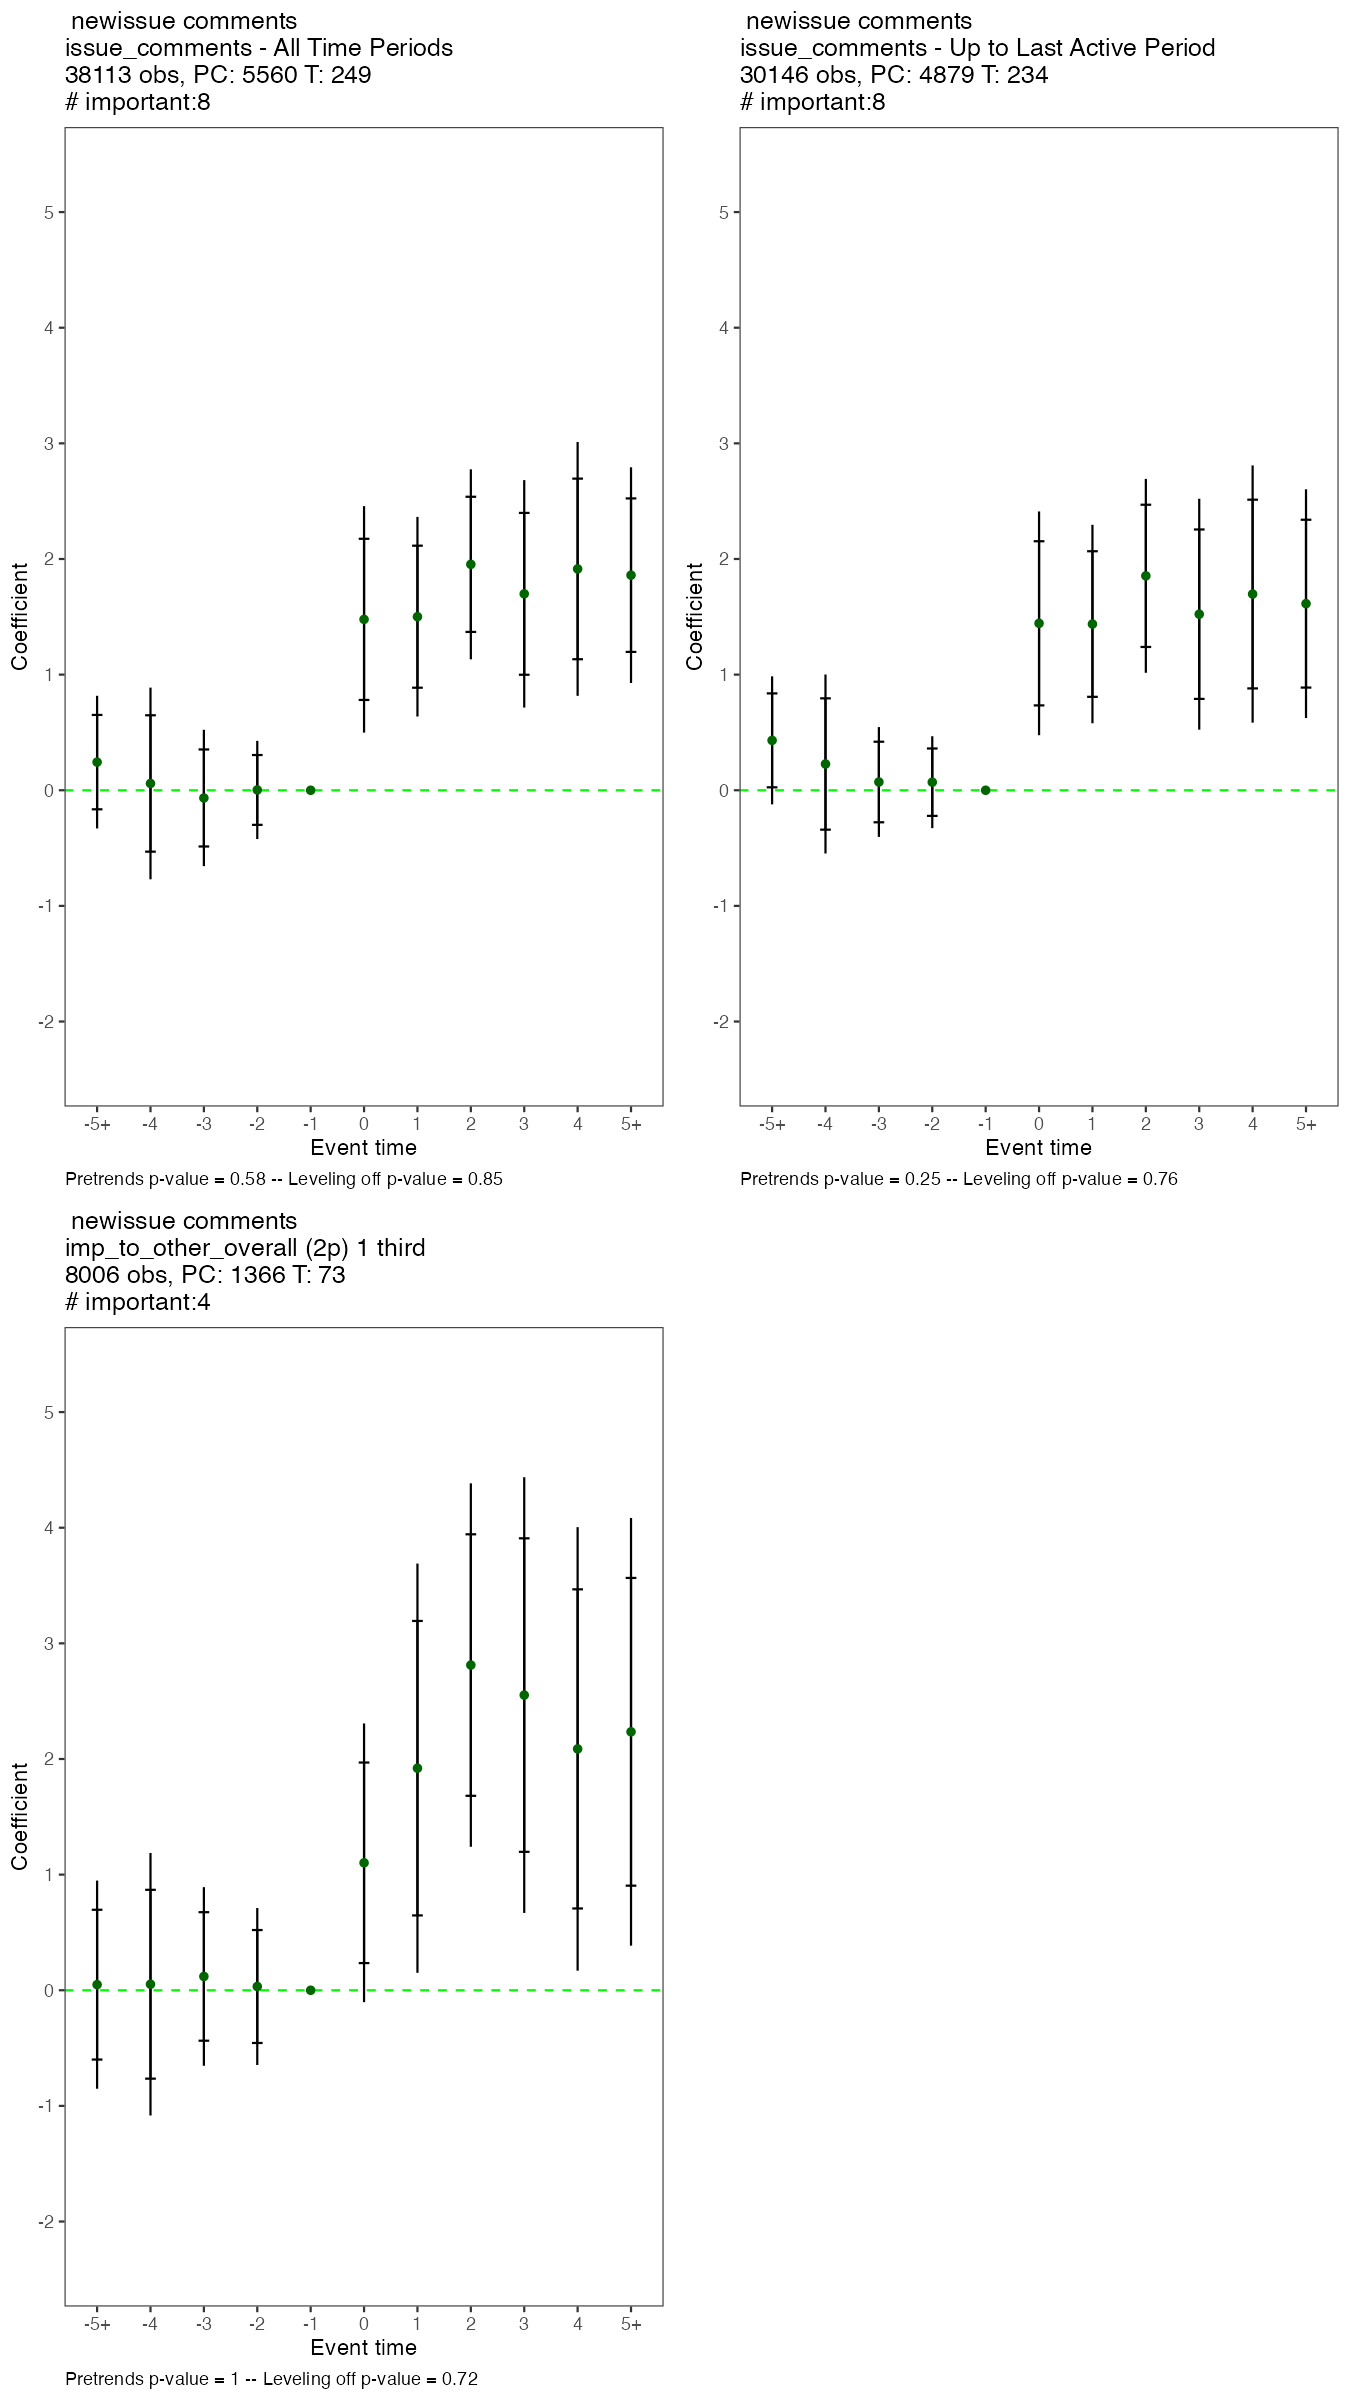 newissue comments
issue_comments - All Time Periods
38113 obs, PC: 5560 T: 249
# important:8
Coefficient
5
4
3
2
1
0
-1
-2
-5+ -4 -3 -2 -1 0 1 2 3 4 5+
Event time
Pretrends p-value = 0.58 -- Leveling off p-value = 0.85
newissue comments
issue_comments - Up to Last Active Period
30146 obs, PC: 4879 T: 234
# important:8
Coefficient
5
4
3
2
1
0
-1
-2
-5+ -4 -3 -2 -1 0 1 2 3 4 5+
Event time
Pretrends p-value = 0.25 -- Leveling off p-value = 0.76
newissue comments
imp_to_other_overall (2p) 1 third
8006 obs, PC: 1366 T: 73
# important:4
Coefficient
5
4
3
2
1
0
-1
-2
-5+ -4 -3 -2 -1 0 1 2 3 4 5+
Event time
Pretrends p-value = 1 -- Leveling off p-value = 0.72